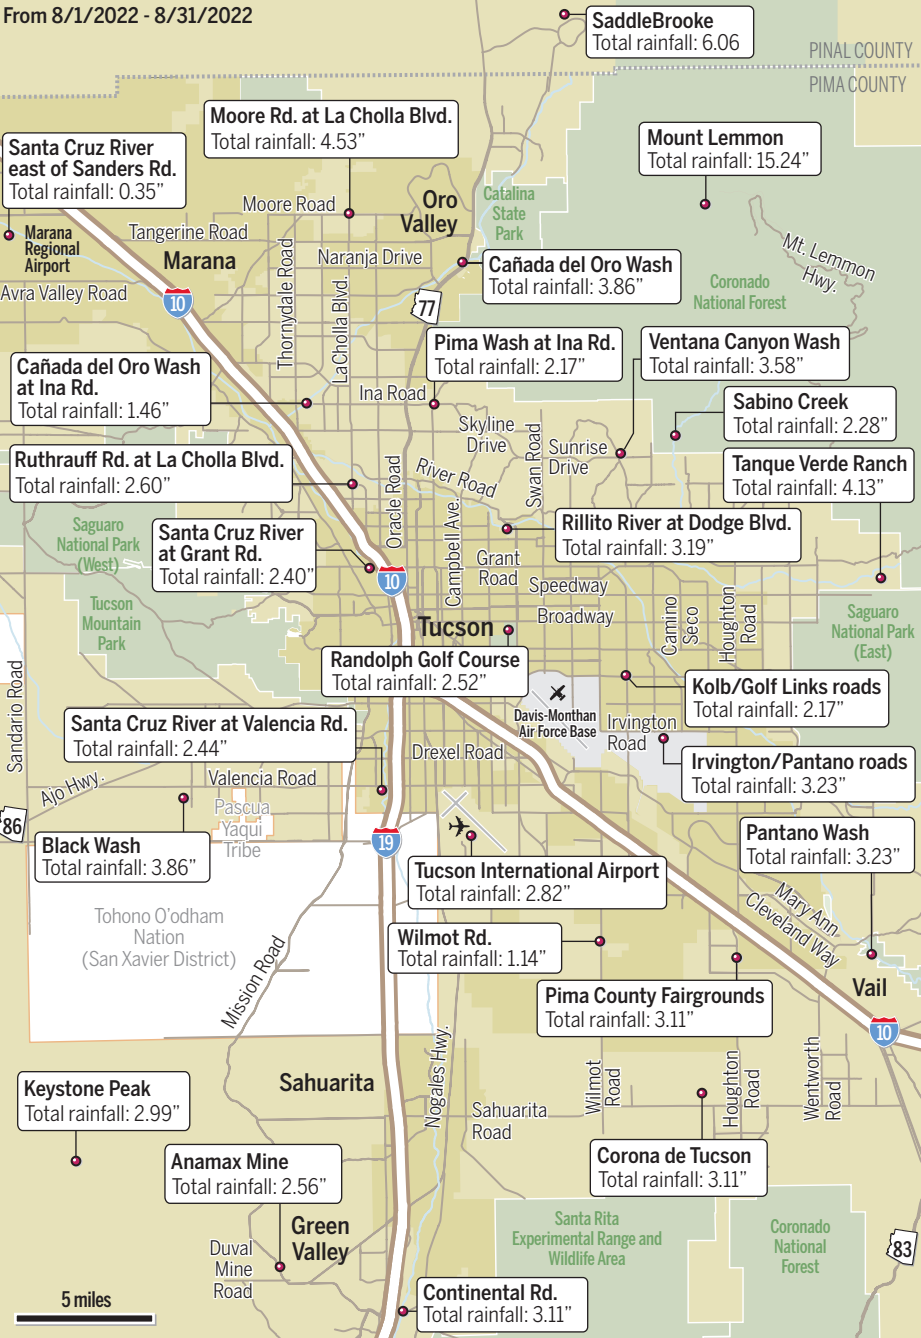 From 8/1/2022 - 8/31/2022
SaddleBrooke
Total rainfall: 6.06
PINAL COUNTY
PIMA COUNTY
Moore Rd. at La Cholla Blvd.
Total rainfall: 4.53”
Santa Cruz River
east of Sanders Rd.
Total rainfall: 0.35”
Mount Lemmon
Total rainfall: 15.24”
Moore Road
Oro
Valley
Catalina
State
Park
Marana
Regional
Airport
Tangerine Road
Marana
Naranja Drive
Cañada del Oro Wash
Total rainfall: 3.86”
Mt. Lemmon
Hwy.
Coronado
National Forest
Avra Valley Road
10
Thornydale Road
LaCholla Blvd.
77
Pima Wash at Ina Rd.
Total rainfall: 2.17”
Ventana Canyon Wash
Total rainfall: 3.58”
Cañada del Oro Wash
at Ina Rd.
Total rainfall: 1.46”
Ina Road
Sabino Creek
Total rainfall: 2.28”
Skyline
Drive
Swan Road
Sunrise
Drive
Ruthrauff Rd. at La Cholla Blvd.
Total rainfall: 2.60”
River Road
Tanque Verde Ranch
Total rainfall: 4.13”
Oracle Road
Campbell Ave.
Saguaro
National Park
(West)
Santa Cruz River
at Grant Rd.
Total rainfall: 2.40”
Rillito River at Dodge Blvd.
Total rainfall: 3.19”
Grant
Road
10
Speedway
Tucson
Mountain
Park
Broadway
Camino
Seco
Houghton
Road
Saguaro
National Park
(East)
Tucson
Randolph Golf Course
Total rainfall: 2.52”
Sandario Road
Kolb/Golf Links roads
Total rainfall: 2.17”
Davis-Monthan
Air Force Base
Irvington
Road
Santa Cruz River at Valencia Rd.
Total rainfall: 2.44”
Drexel Road
Irvington/Pantano roads
Total rainfall: 3.23”
Ajo Hwy.
Valencia Road
86
Pascua
Yaqui
Tribe
Black Wash
Total rainfall: 3.86”
19
Pantano Wash
Total rainfall: 3.23”
Tucson International Airport
Total rainfall: 2.82”
Mary Ann
Cleveland Way
Tohono O’odham
Nation
(San Xavier District)
Mission Road
Wilmot Rd.
Total rainfall: 1.14”
Pima County Fairgrounds
Total rainfall: 3.11”
Vail
10
Nogales Hwy.
Wilmot
Road
Houghton
Road
Wentworth
Road
Keystone Peak
Total rainfall: 2.99”
Sahuarita
Sahuarita
Road
Corona de Tucson
Total rainfall: 3.11”
Anamax Mine
Total rainfall: 2.56”
Green
Valley
Santa Rita
Experimental Range and
Wildlife Area
Coronado
National
Forest
83
Duval
Mine
Road
5 miles
Continental Rd.
Total rainfall: 3.11”